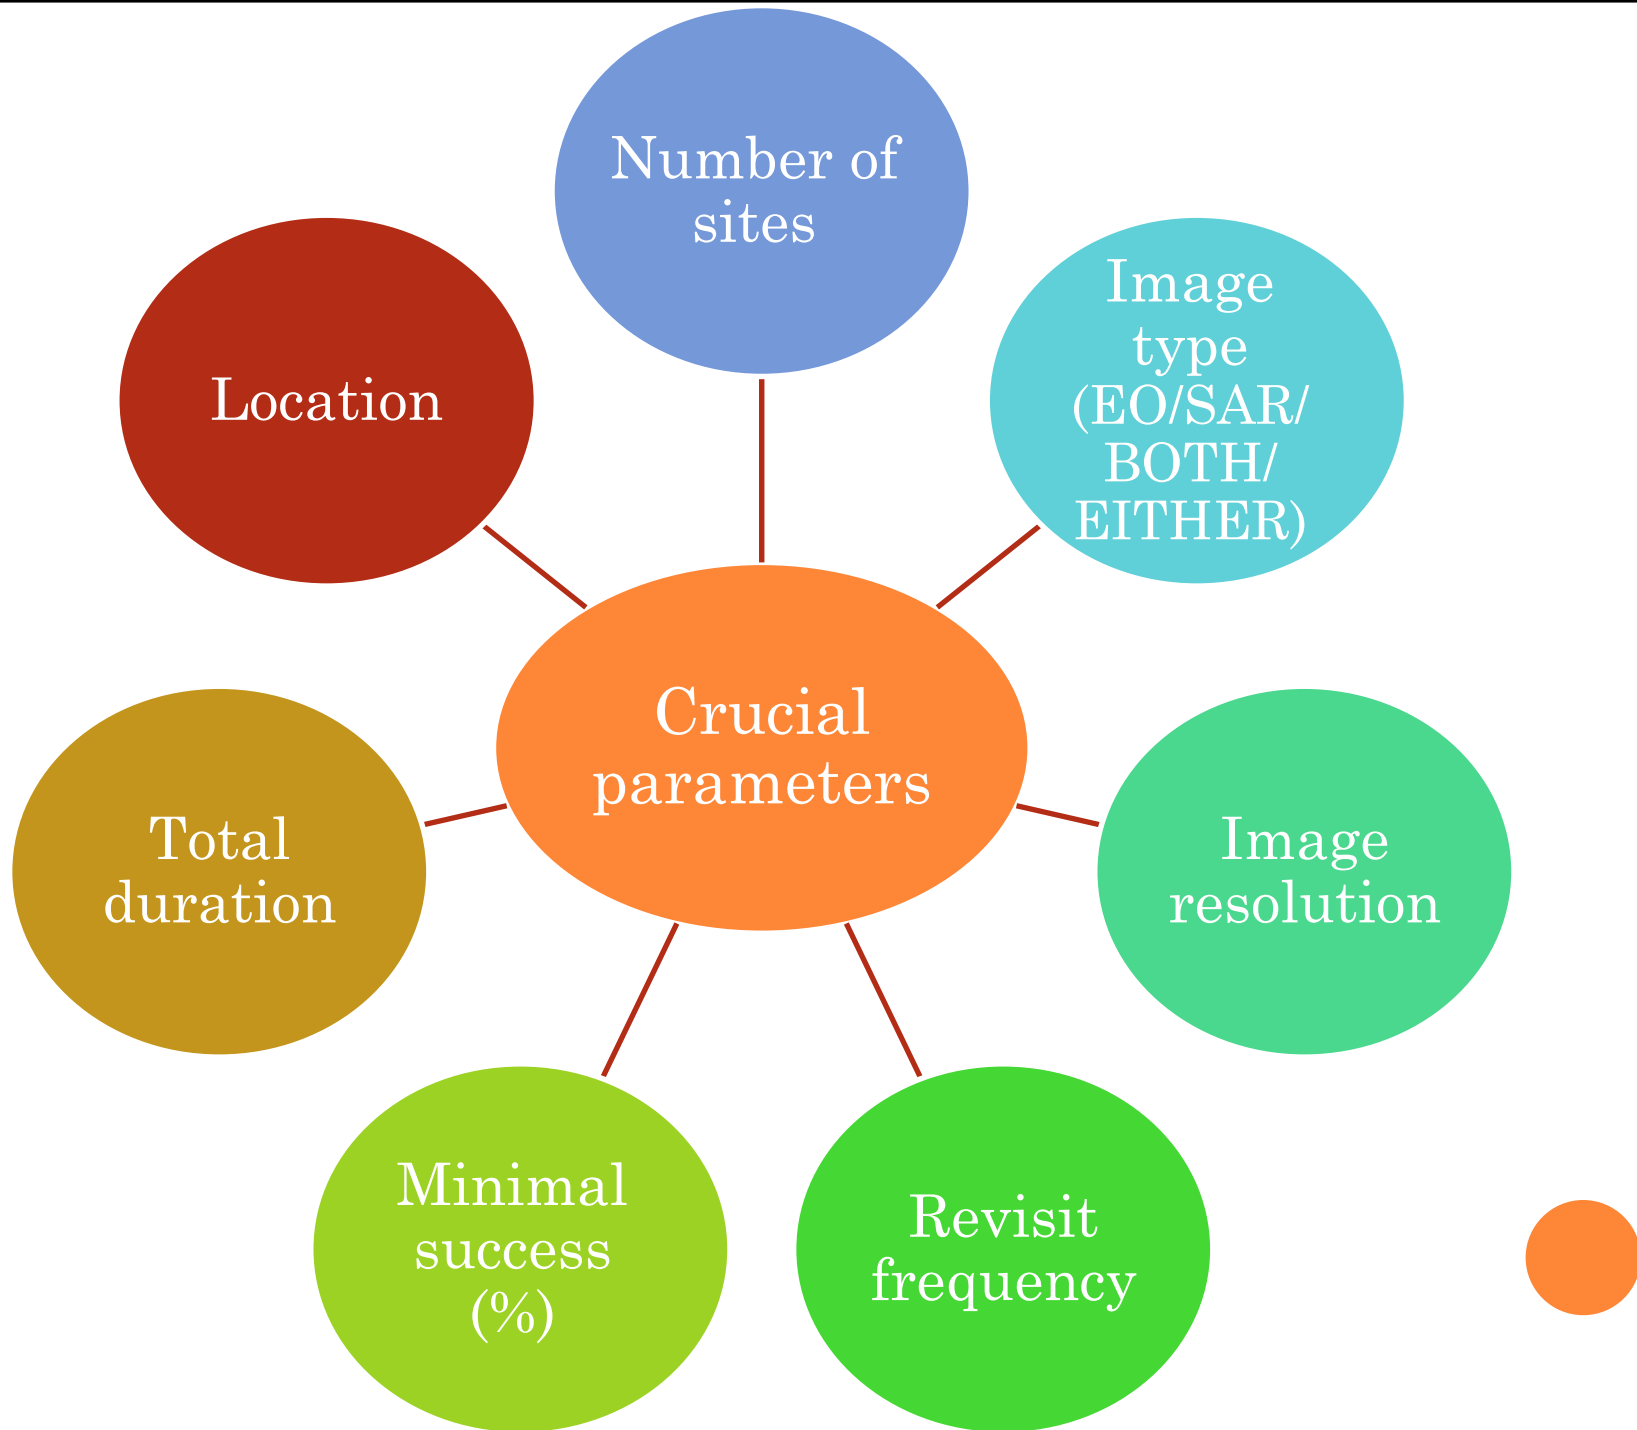 Number of
sites
Image
type
(EO/SAR/
BOTH/
EITHER)
Location
Crucial
parameters
Total
duration
Image
resolution
Minimal
success
(%)
Revisit
frequency